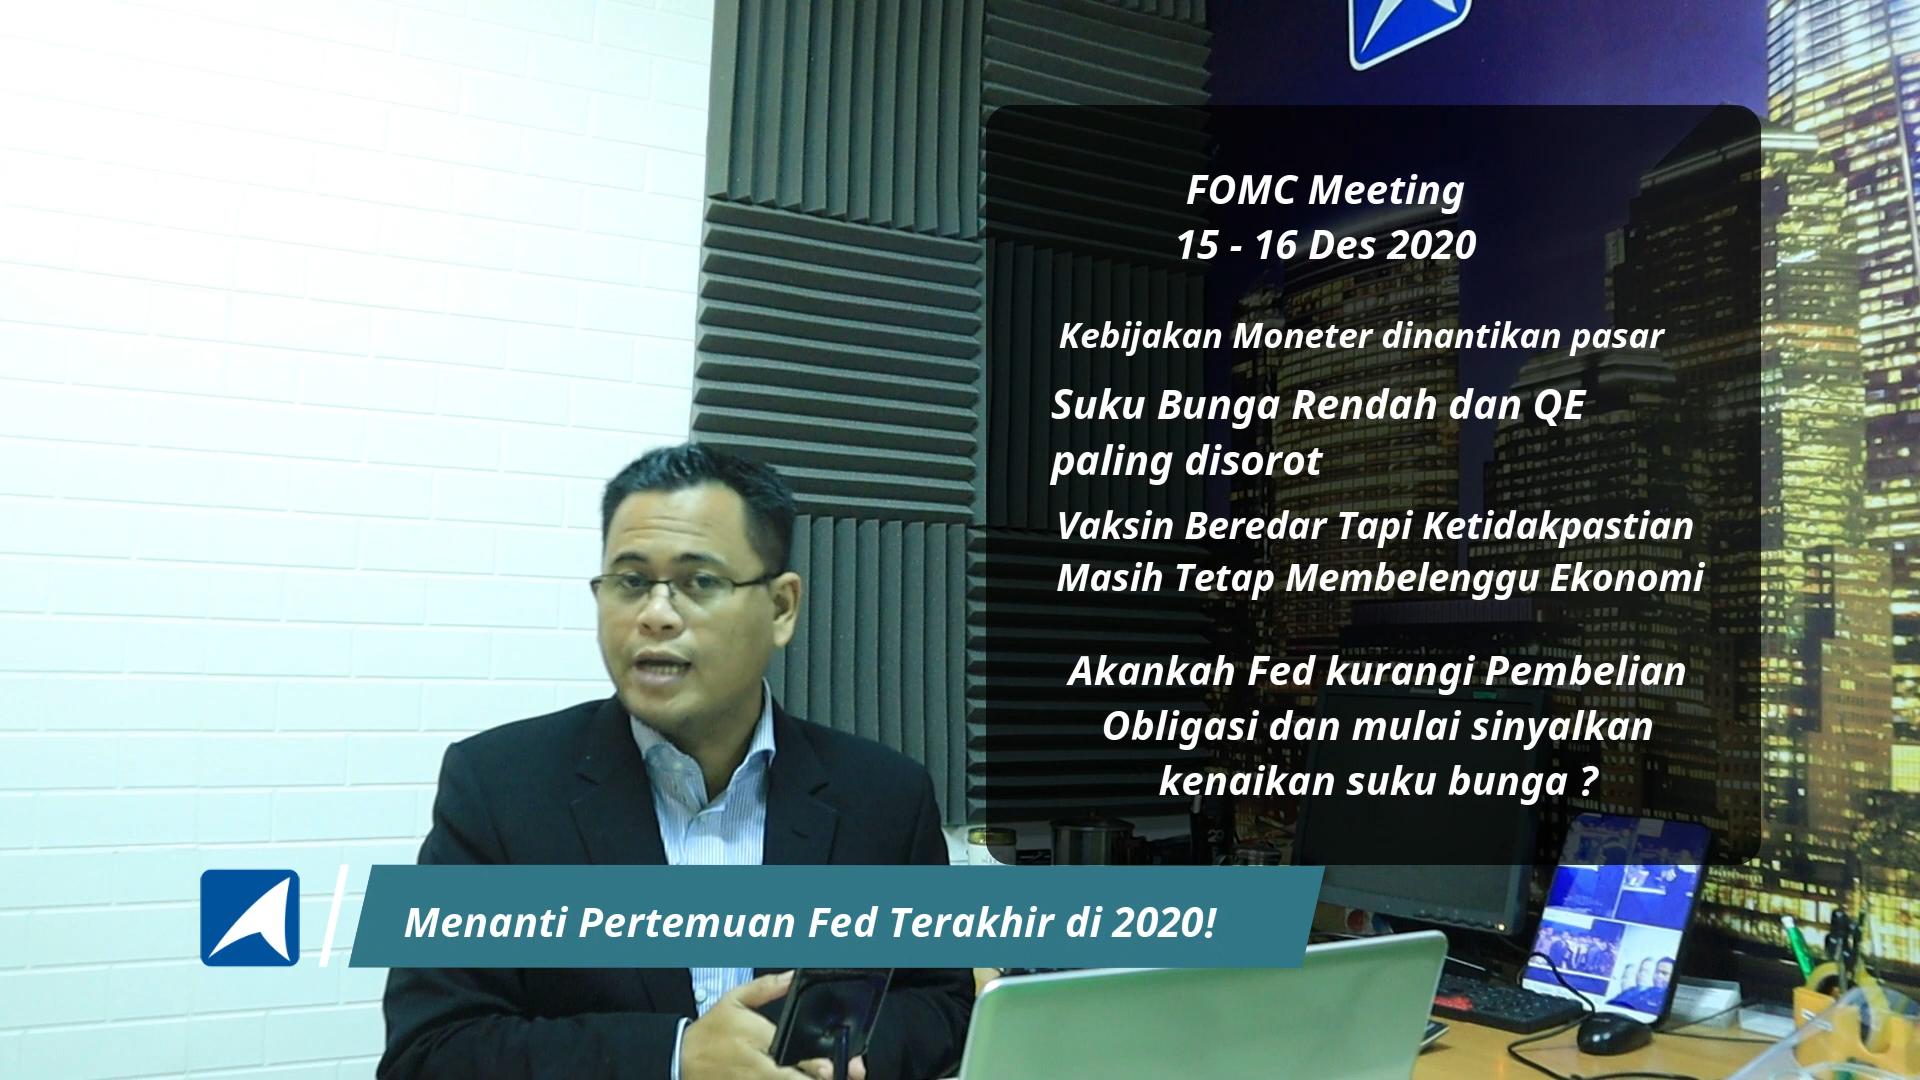 FOMC Meeting
15 - 16 Des 2020
Kebijakan Moneter dinantikan pasar
Suku Bunga Rendah dan QE
paling disorot
Vaksin Beredar Tapi Ketidakpastian
Masih Tetap Membelenggu Ekonomi
Akankah Fed kurangi Pembelian
Obligasi dan mulai sinyalkan
kenaikan suku bunga ?
Menanti Pertemuan Fed Terakhir di 2020!